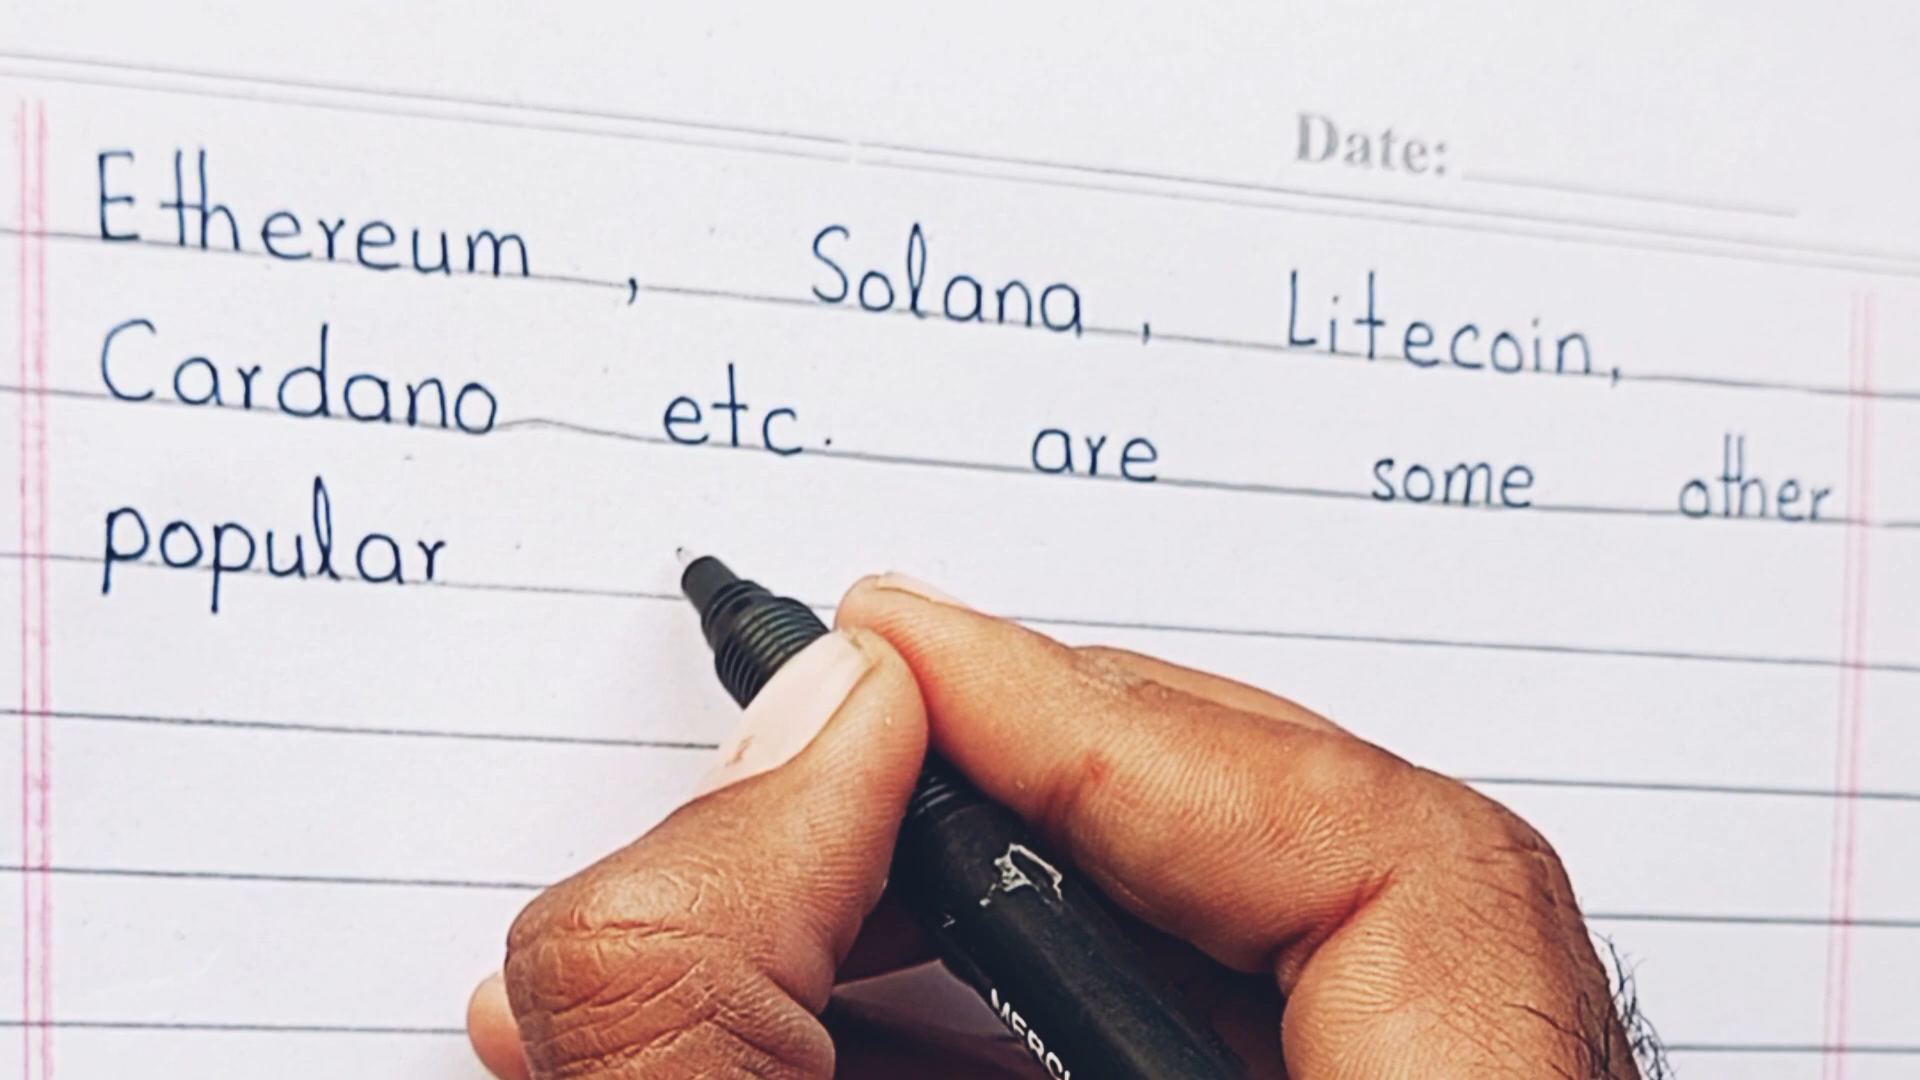 Date:
Ethereum, Solana, Litecoin,
Cardano etc. are some other
popular